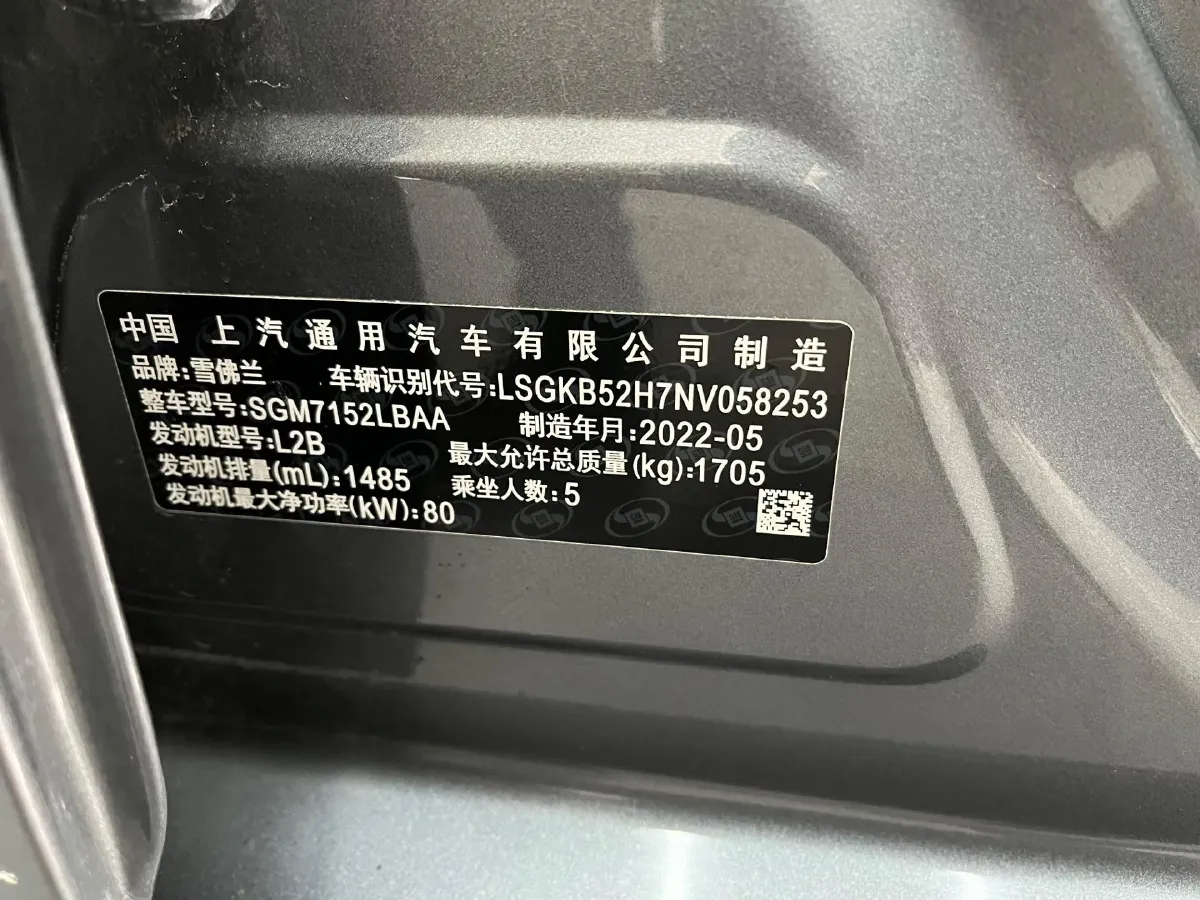 中国 上汽通用汽车有限公司制造
品牌:雪佛兰 车辆识别代号:LSGKB52H7NV058253
整车型号:SGM7152LBAA 制造年月:2022-05
发动机型号:L2B 最大允许总质量(kg):1705
发动机排量(mL):1485 乘坐人数:5
发动机最大净功率(kW):80